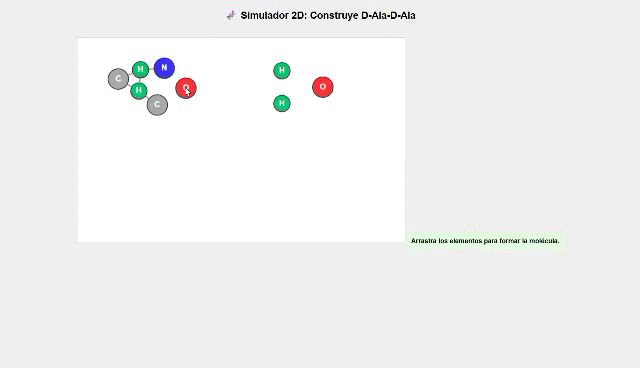 Simulador 2D: Construye D-Ala-D-Ala
H
N
C
H
C
O
H
O
H
Arrastra los elementos para formar la molécula.